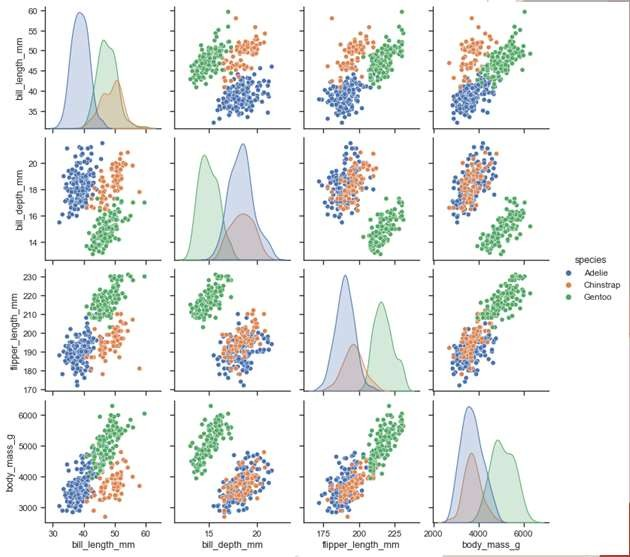 60
55
50
45
40
35
bill_length_mm
20
18
16
14
bill_depth_mm
species
Adelie
Chinstrap
Gentoo
230
220
210
200
190
180
170
flipper_length_mm
6000
5000
4000
3000
body_mass_g
30 40 50 60 15 20 175 200 225 2000 4000 6000
bill_length_mm bill_depth_mm flipper_length_mm body_mass_g